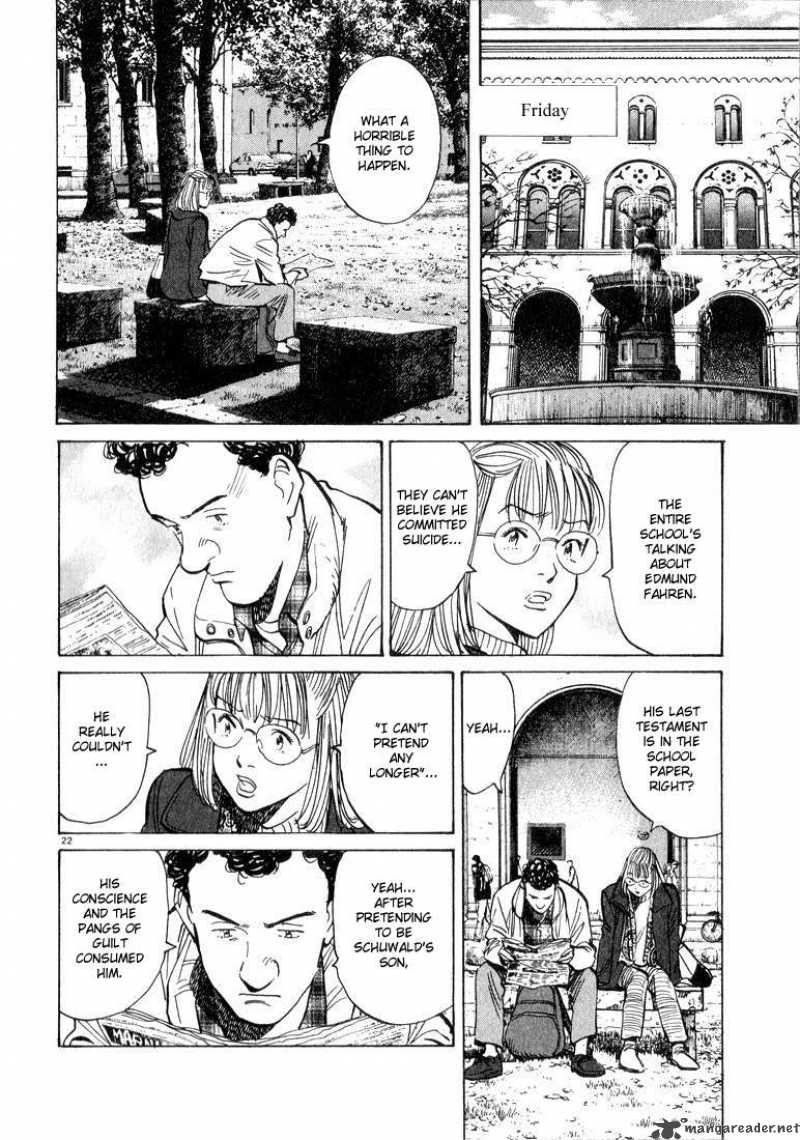 Friday
WHAT A
HORRIBLE
THING TO
HAPPEN.
THE
ENTIRE
SCHOOL'S
TALKING
ABOUT
EDMUND
FAHREN.
THEY CAN'T
BELIEVE HE
COMMITTED
SUICIDE...
HIS LAST
TESTAMENT
IS IN THE
SCHOOL
PAPER,
RIGHT?
YEAH...
"I CAN'T
PRETEND
ANY
LONGER"...
HE
REALLY
COULDN'T
...
22
YEAH...
AFTER
PRETENDING
TO BE
SCHUWALD'S
SON,
HIS
CONSCIENCE
AND THE
PANGS OF
GUILT
CONSUMED
HIM.
mangareader.net